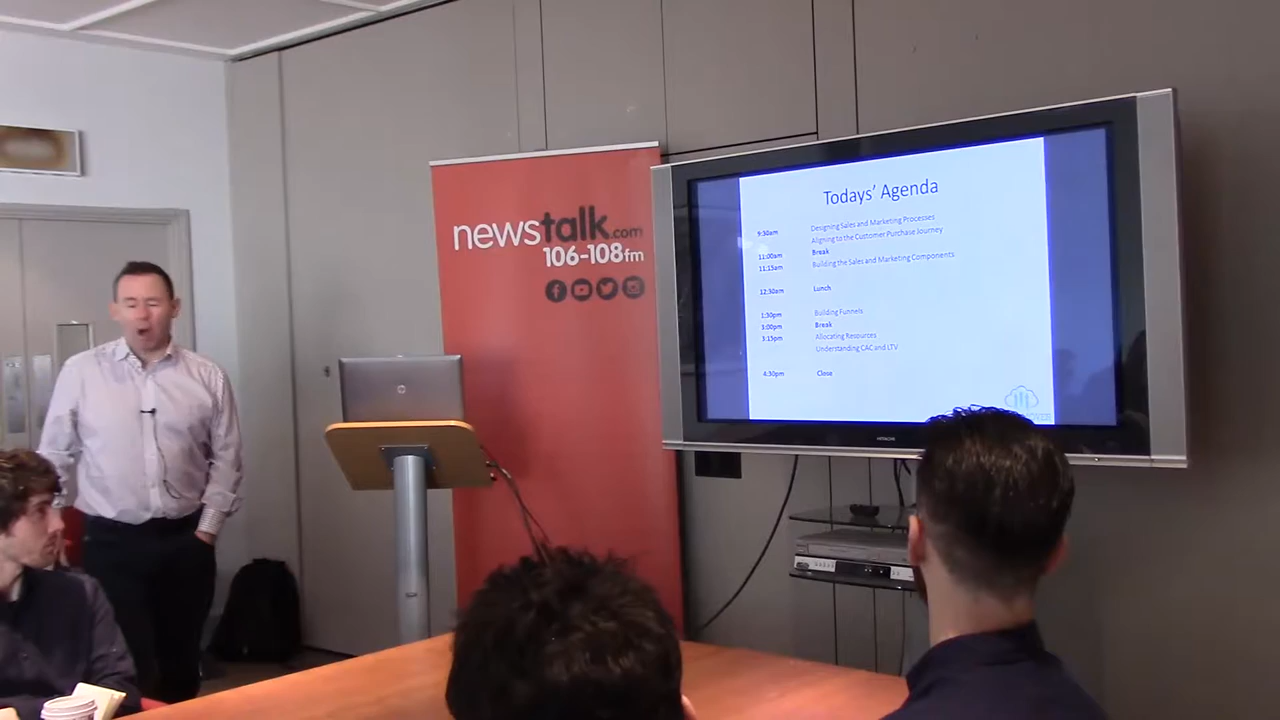 newstalk.com
106-108fm
Todays' Agenda
9:30am Designing Sales and Marketing Processes
Aligning to the Customer Purchase Journey
11:00am Break
11:15am Building the Sales and Marketing Components
12:30am Lunch
1:30pm Building Funnels
3:00pm Break
3:15pm Allocating Resources
Understanding CAC and LTV
4:30pm Close
HITACHI
hp